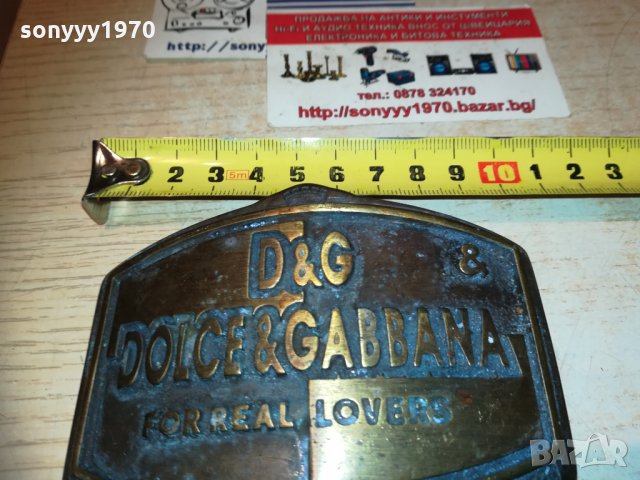 sonyyy1970
http://sony
ПРОДАЖБА НА АНТИКИ И ИНСТУМЕНТИ
Hi-Fi И АУДИО ТЕХНИКА ВНОС ОТ ШВЕЙЦАРИЯ
ЕЛЕКТРОНИКА И БИТОВА ТЕХНИКА
тел.: 0878 324170
http://sonyyy1970.bazar.bg/
2 3 5m 4 5 6 7 8 9 10 1 2 3
D&G &
DOLCE&GABBANA
FOR REAL LOVERS
BAZAR